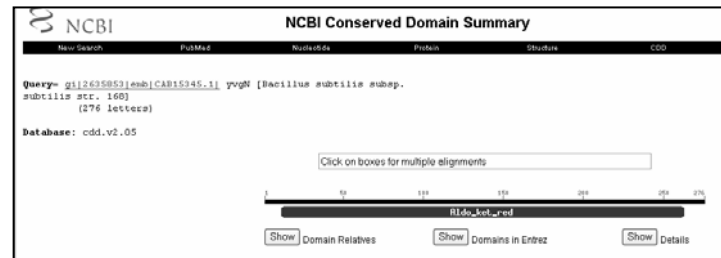 NCBI
NCBI Conserved Domain Summary
New Search PubMed Nucleotide Protein Structure CDD
Query= gi|2635853|emb|CAB15345.1| yvgN [Bacillus subtilis subsp.
subtilis str. 168]
(276 letters)
Database: cdd.v2.05
Click on boxes for multiple alignments
1 50 100 150 200 250 276
Aldo_ket_red
Show Domain Relatives Show Domains in Entrez Show Details